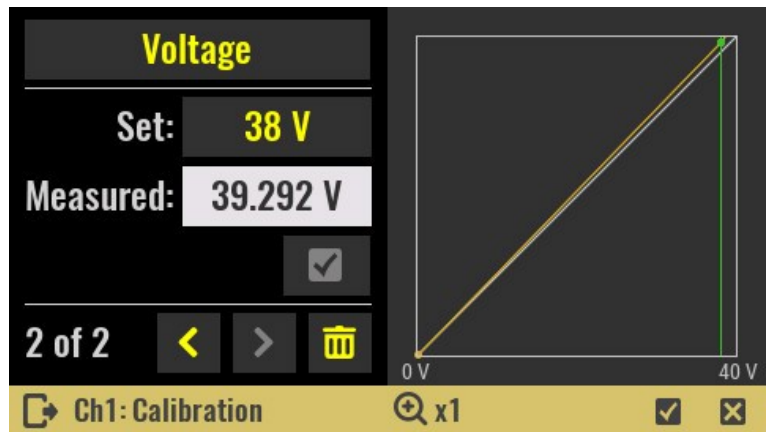 Voltage
Set: 38 V
Measured: 39.292 V
2 of 2
0 V 40 V
Ch1: Calibration x1